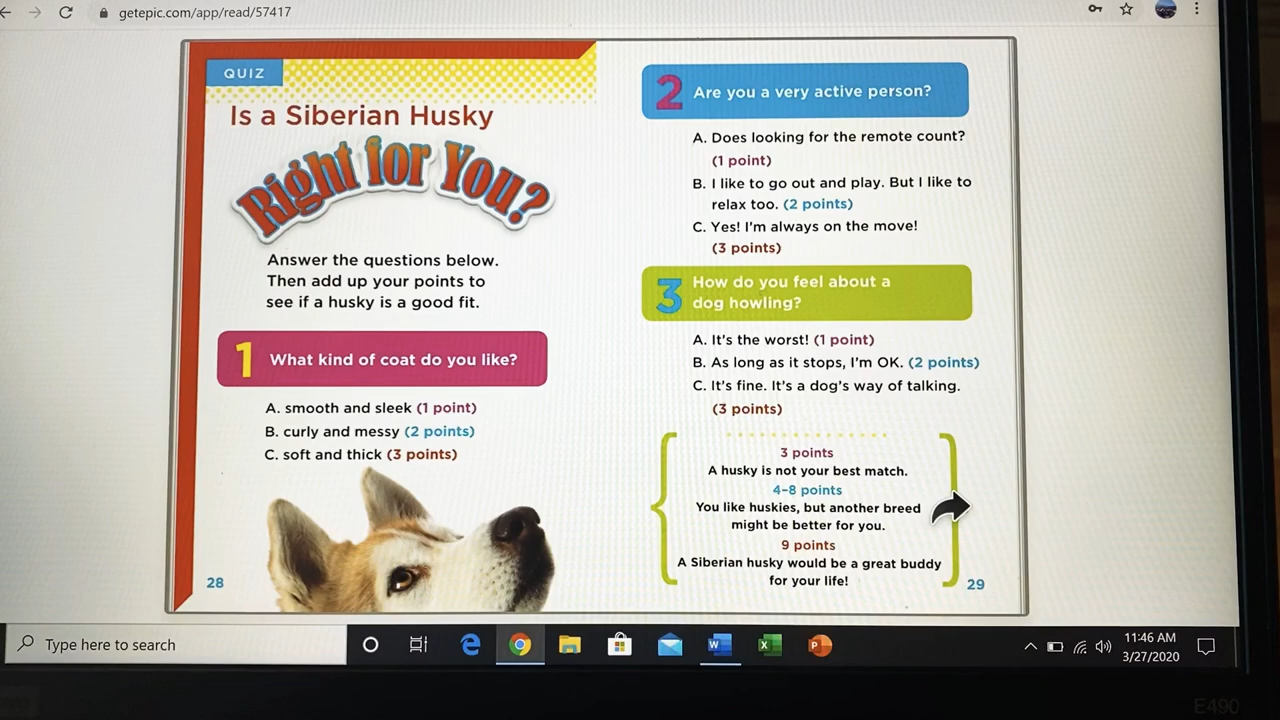 getepic.com/app/read/57417
QUIZ
Is a Siberian Husky
Right for You?
Answer the questions below.
Then add up your points to
see if a husky is a good fit.
1 What kind of coat do you like?
A. smooth and sleek (1 point)
B. curly and messy (2 points)
C. soft and thick (3 points)
28
2 Are you a very active person?
A. Does looking for the remote count?
(1 point)
B. I like to go out and play. But I like to
relax too. (2 points)
C. Yes! I'm always on the move!
(3 points)
3 How do you feel about a
dog howling?
A. It's the worst! (1 point)
B. As long as it stops, I'm OK. (2 points)
C. It's fine. It's a dog's way of talking.
(3 points)
3 points
A husky is not your best match.
4–8 points
You like huskies, but another breed
might be better for you.
9 points
A Siberian husky would be a great buddy
for your life!
29
Type here to search
11:46 AM
3/27/2020
E490